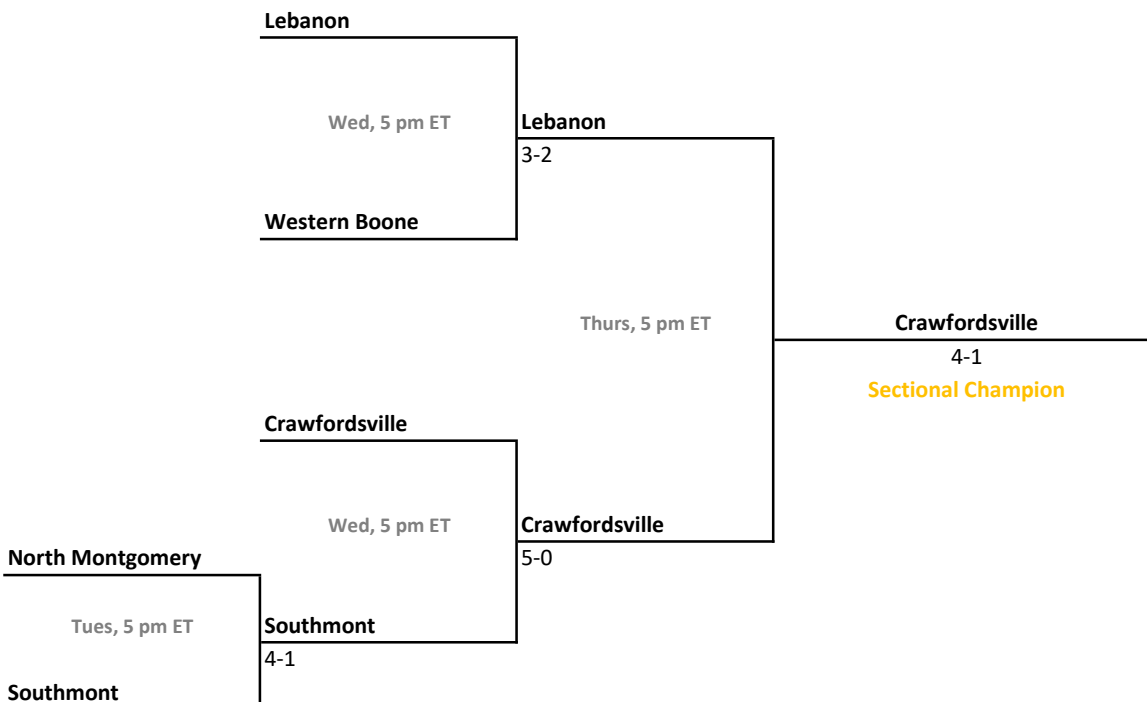 Lebanon
Wed, 5 pm ET
Lebanon
3-2
Western Boone
Thurs, 5 pm ET
Crawfordsville
4-1
Sectional Champion
Crawfordsville
Wed, 5 pm ET
Crawfordsville
5-0
North Montgomery
Tues, 5 pm ET
Southmont
4-1
Southmont